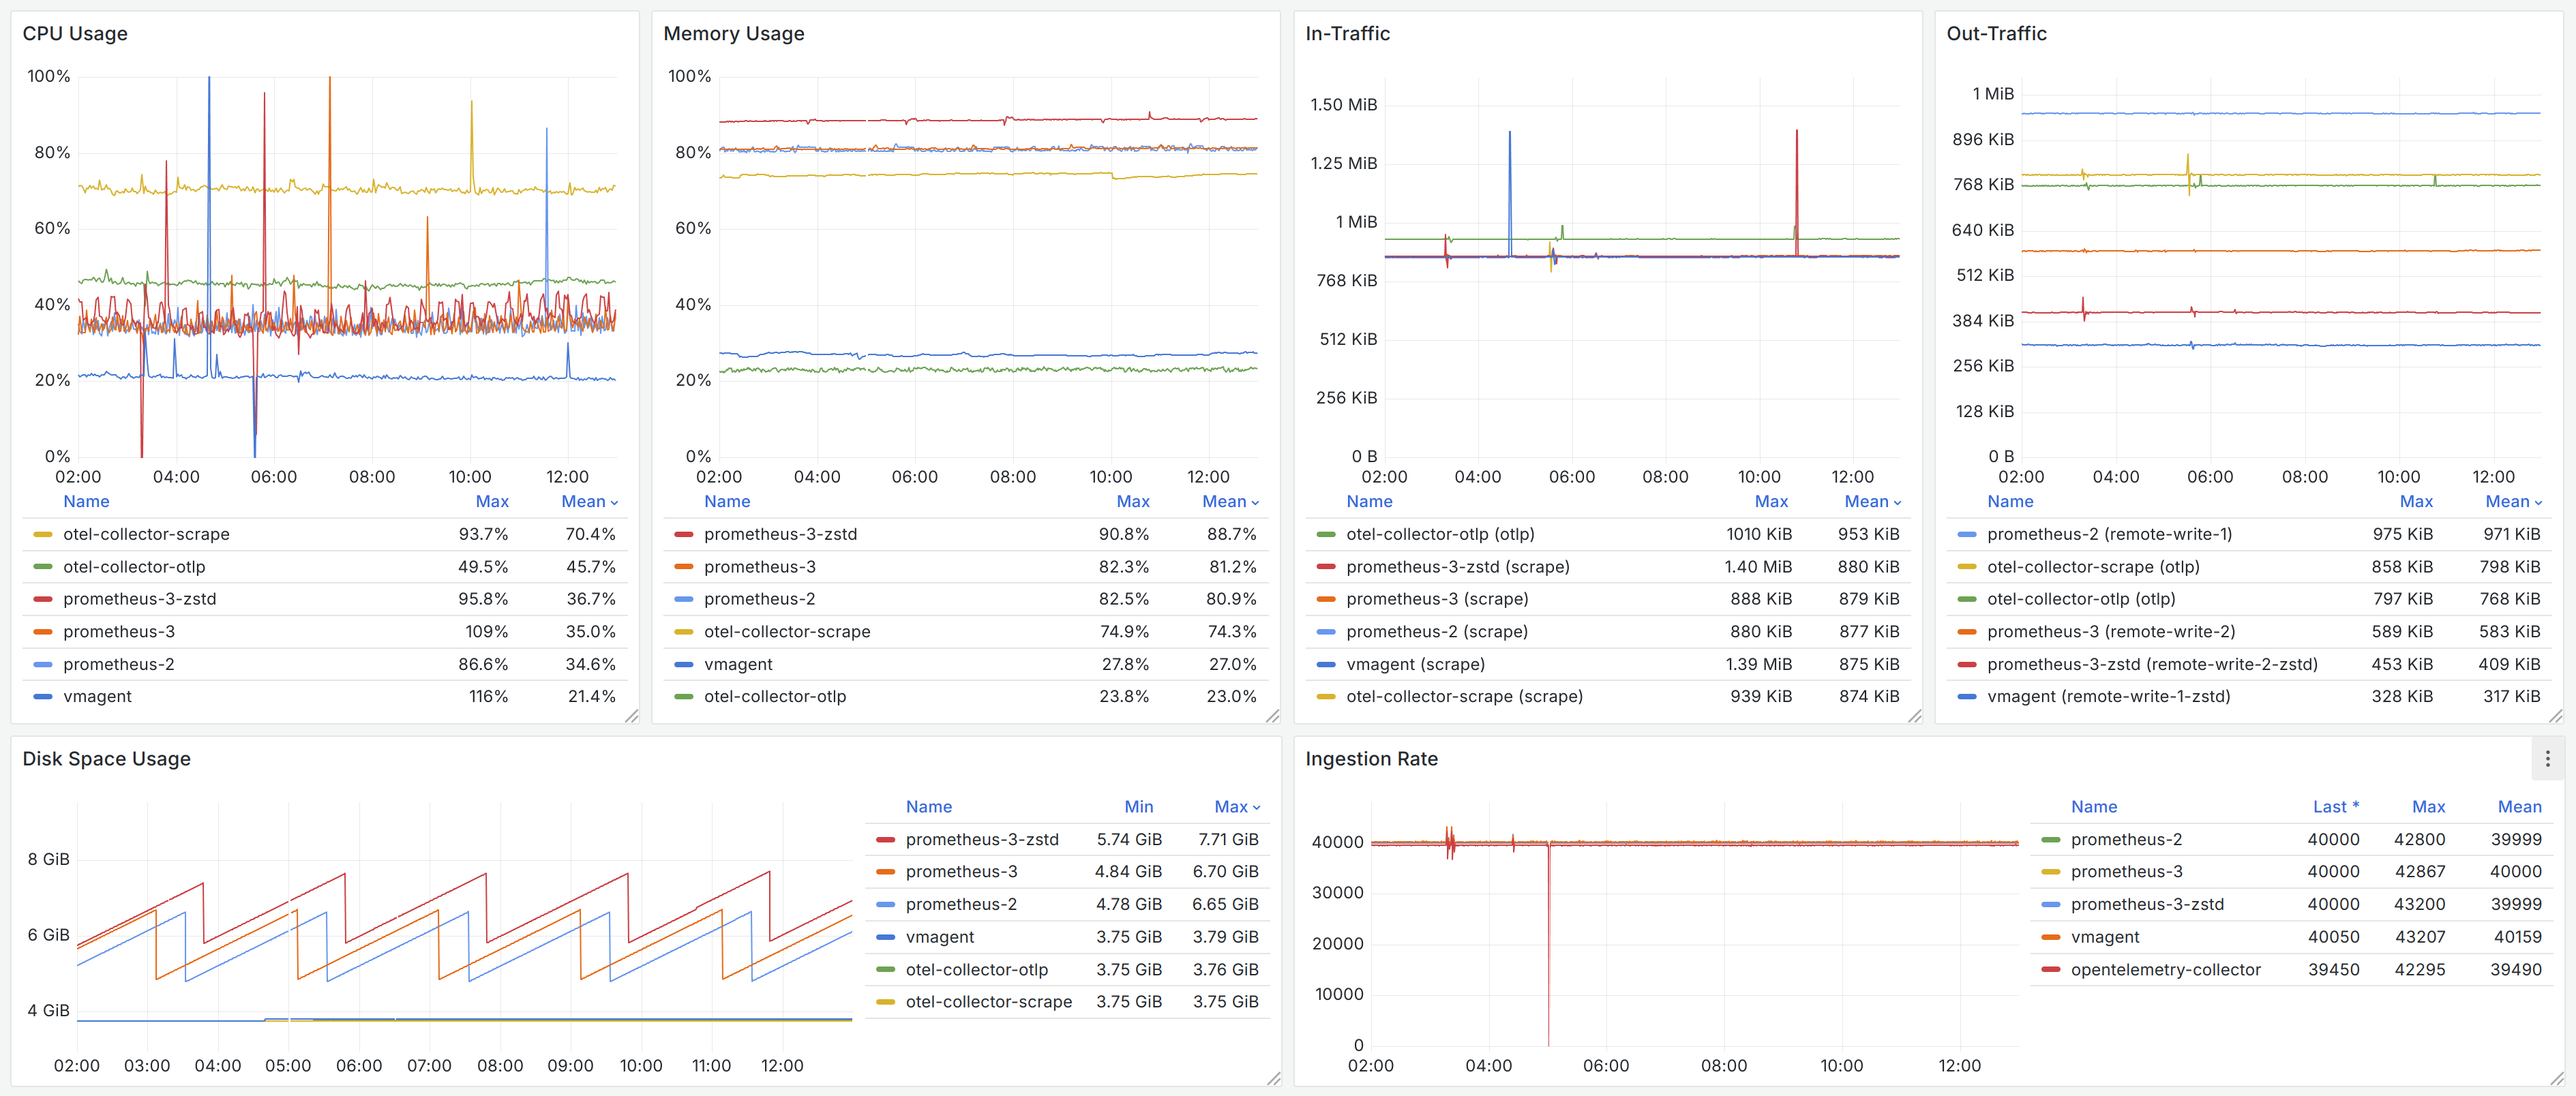 CPU Usage
100%
80%
60%
40%
20%
0%
02:00 04:00 06:00 08:00 10:00 12:00
Name Max Mean
otel-collector-scrape 93.7% 70.4%
otel-collector-otlp 49.5% 45.7%
prometheus-3-zstd 95.8% 36.7%
prometheus-3 109% 35.0%
prometheus-2 86.6% 34.6%
vmagent 116% 21.4%
Memory Usage
100%
80%
60%
40%
20%
0%
02:00 04:00 06:00 08:00 10:00 12:00
Name Max Mean
prometheus-3-zstd 90.8% 88.7%
prometheus-3 82.3% 81.2%
prometheus-2 82.5% 80.9%
otel-collector-scrape 74.9% 74.3%
vmagent 27.8% 27.0%
otel-collector-otlp 23.8% 23.0%
In-Traffic
1.50 MiB
1.25 MiB
1 MiB
768 KiB
512 KiB
256 KiB
0 B
02:00 04:00 06:00 08:00 10:00 12:00
Name Max Mean
otel-collector-otlp (otlp) 1010 KiB 953 KiB
prometheus-3-zstd (scrape) 1.40 MiB 880 KiB
prometheus-3 (scrape) 888 KiB 879 KiB
prometheus-2 (scrape) 880 KiB 877 KiB
vmagent (scrape) 1.39 MiB 875 KiB
otel-collector-scrape (scrape) 939 KiB 874 KiB
Out-Traffic
1 MiB
896 KiB
768 KiB
640 KiB
512 KiB
384 KiB
256 KiB
128 KiB
0 B
02:00 04:00 06:00 08:00 10:00 12:00
Name Max Mean
prometheus-2 (remote-write-1) 975 KiB 971 KiB
otel-collector-scrape (otlp) 858 KiB 798 KiB
otel-collector-otlp (otlp) 797 KiB 768 KiB
prometheus-3 (remote-write-2) 589 KiB 583 KiB
prometheus-3-zstd (remote-write-2-zstd) 453 KiB 409 KiB
vmagent (remote-write-1-zstd) 328 KiB 317 KiB
Disk Space Usage
8 GiB
6 GiB
4 GiB
02:00 03:00 04:00 05:00 06:00 07:00 08:00 09:00 10:00 11:00 12:00
Name Min Max
prometheus-3-zstd 5.74 GiB 7.71 GiB
prometheus-3 4.84 GiB 6.70 GiB
prometheus-2 4.78 GiB 6.65 GiB
vmagent 3.75 GiB 3.79 GiB
otel-collector-otlp 3.75 GiB 3.76 GiB
otel-collector-scrape 3.75 GiB 3.75 GiB
Ingestion Rate
40000
30000
20000
10000
0
02:00 04:00 06:00 08:00 10:00 12:00
Name Last * Max Mean
prometheus-2 40000 42800 39999
prometheus-3 40000 42867 40000
prometheus-3-zstd 40000 43200 39999
vmagent 40050 43207 40159
opentelemetry-collector 39450 42295 39490